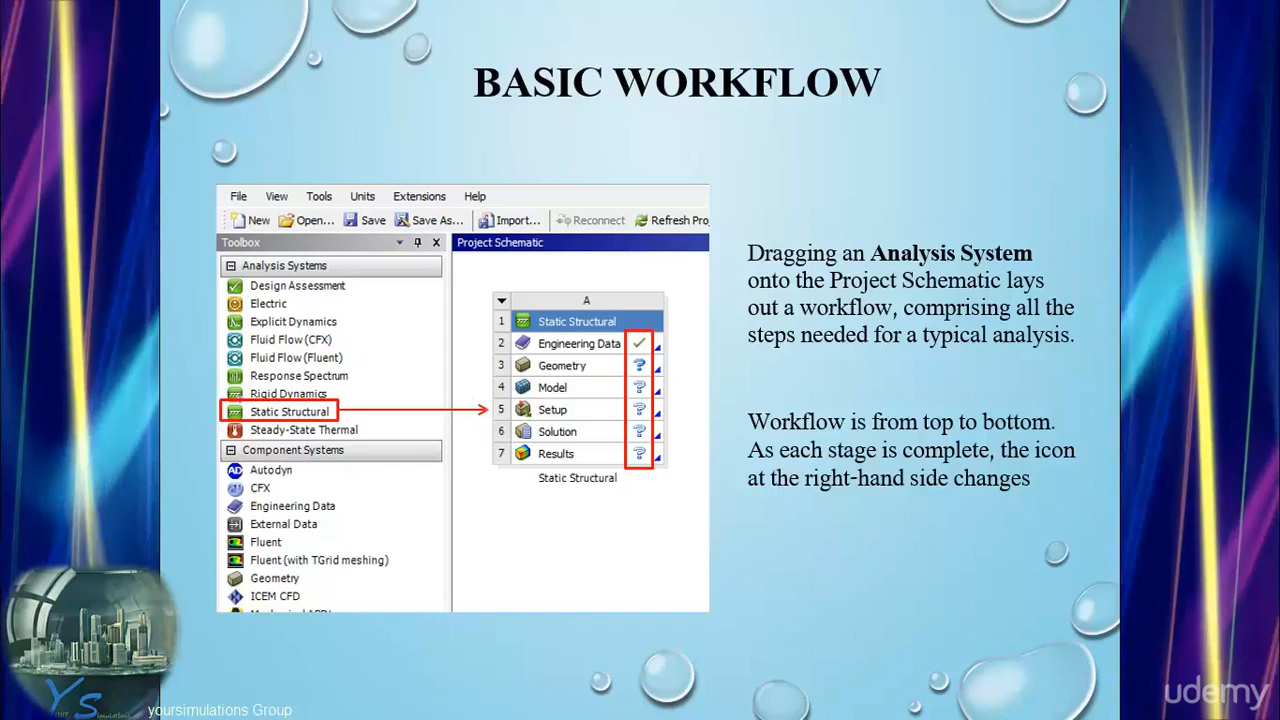 BASIC WORKFLOW
File View Tools Units Extensions Help
New Open... Save Save As... Import... Reconnect Refresh Pro
Toolbox
Project Schematic
Analysis Systems
Design Assessment
Electric
Explicit Dynamics
Fluid Flow (CFX)
Fluid Flow (Fluent)
Response Spectrum
Rigid Dynamics
Static Structural
Steady-State Thermal
Component Systems
Autodyn
CFX
Engineering Data
External Data
Fluent
Fluent (with TGrid meshing)
Geometry
ICEM CFD
A
1 Static Structural
2 Engineering Data
3 Geometry ?
4 Model ?
5 Setup ?
6 Solution ?
7 Results ?
Static Structural
Dragging an Analysis System
onto the Project Schematic lays
out a workflow, comprising all the
steps needed for a typical analysis.
Workflow is from top to bottom.
As each stage is complete, the icon
at the right-hand side changes
yoursimulations Group
udemy